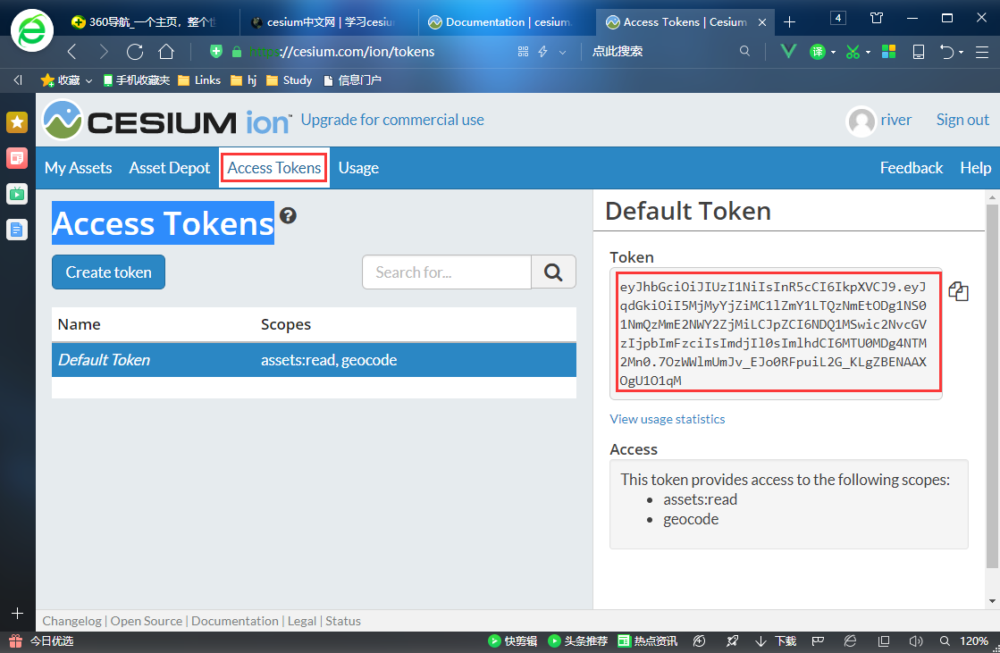 360导航_一个主页，整个世
cesium中文网 | 学习cesiu
Documentation | cesium.
Access Tokens | Cesium
4
http://cesium.com/ion/tokens
点此搜索
译
收藏
手机收藏夹
Links
hj
Study
信息门户
CESIUM ion™
Upgrade for commercial use
river
Sign out
My Assets
Asset Depot
Access Tokens
Usage
Feedback
Help
Access Tokens
Create token
Search for...
Name
Scopes
Default Token
assets:read, geocode
Default Token
Token
eyJhbGciOiJIUzI1NiIsInR5cCI6IkpXVCJ9.eyJ
qdGkiOiI5MjMyYjZiMC1lZmY1LTQzNmEtODg1NS0
1NmQzMmE2NWY2ZjMiLCJpZCI6NDQ1MSwic2NvcGV
zIjpbImFzciIsImdjIl0sImlhdCI6MTU0MDg4NTM
2Mn0.7OzWWlmUmJv_EJo0RFpuiL2G_KLgZBENAAX
OgU1O1qM
View usage statistics
Access
This token provides access to the following scopes:
• assets:read
• geocode
Changelog | Open Source | Documentation | Legal | Status
今日优选
快剪辑
头条推荐
热点资讯
下载
120%